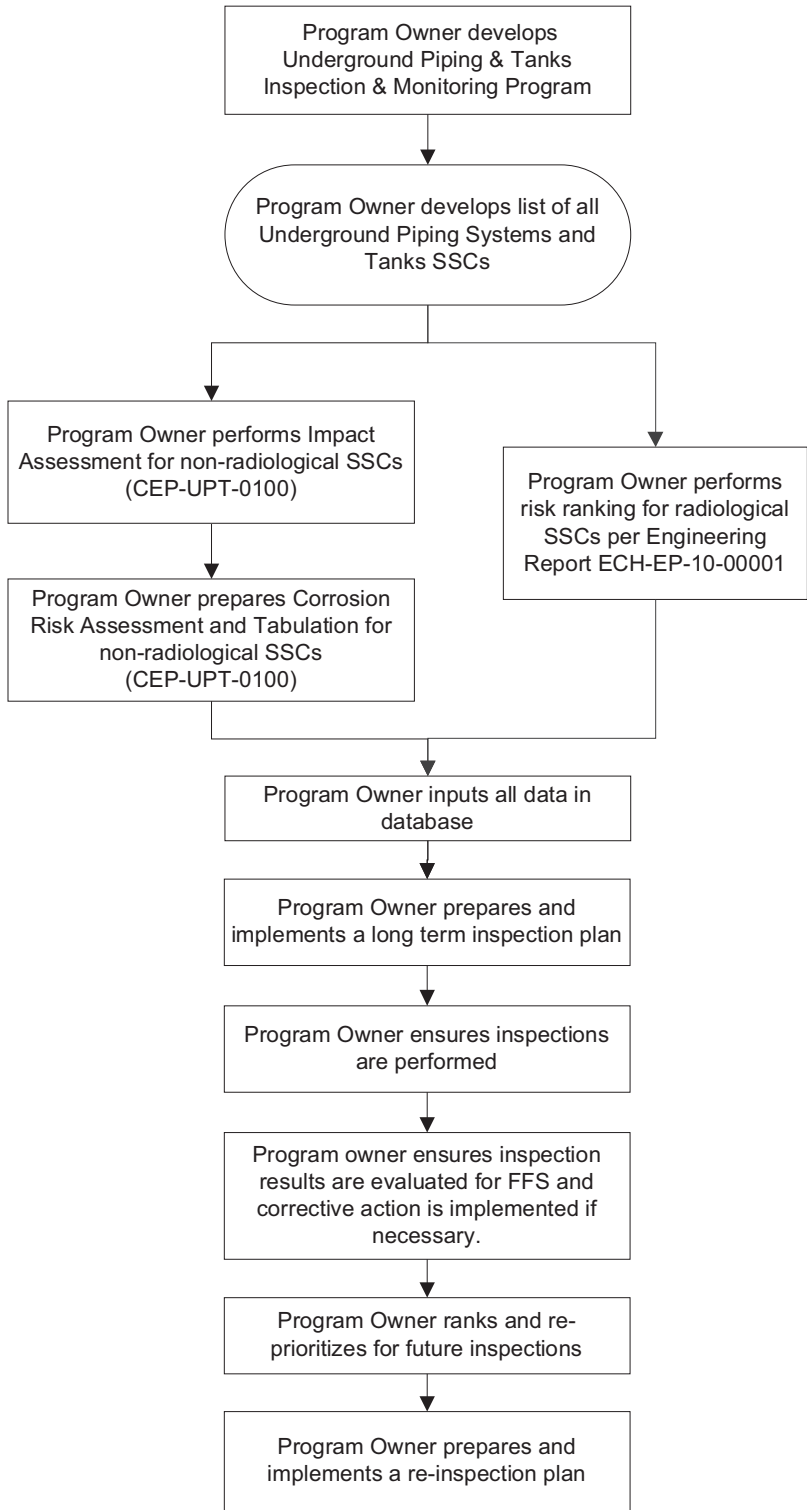 Program Owner develops
Underground Piping & Tanks
Inspection & Monitoring Program
Program Owner develops list of all
Underground Piping Systems and
Tanks SSCs
Program Owner performs Impact
Assessment for non-radiological SSCs
(CEP-UPT-0100)
Program Owner performs
risk ranking for radiological
SSCs per Engineering
Report ECH-EP-10-00001
Program Owner prepares Corrosion
Risk Assessment and Tabulation for
non-radiological SSCs
(CEP-UPT-0100)
Program Owner inputs all data in
database
Program Owner prepares and
implements a long term inspection plan
Program Owner ensures inspections
are performed
Program owner ensures inspection
results are evaluated for FFS and
corrective action is implemented if
necessary.
Program Owner ranks and re-
prioritizes for future inspections
Program Owner prepares and
implements a re-inspection plan